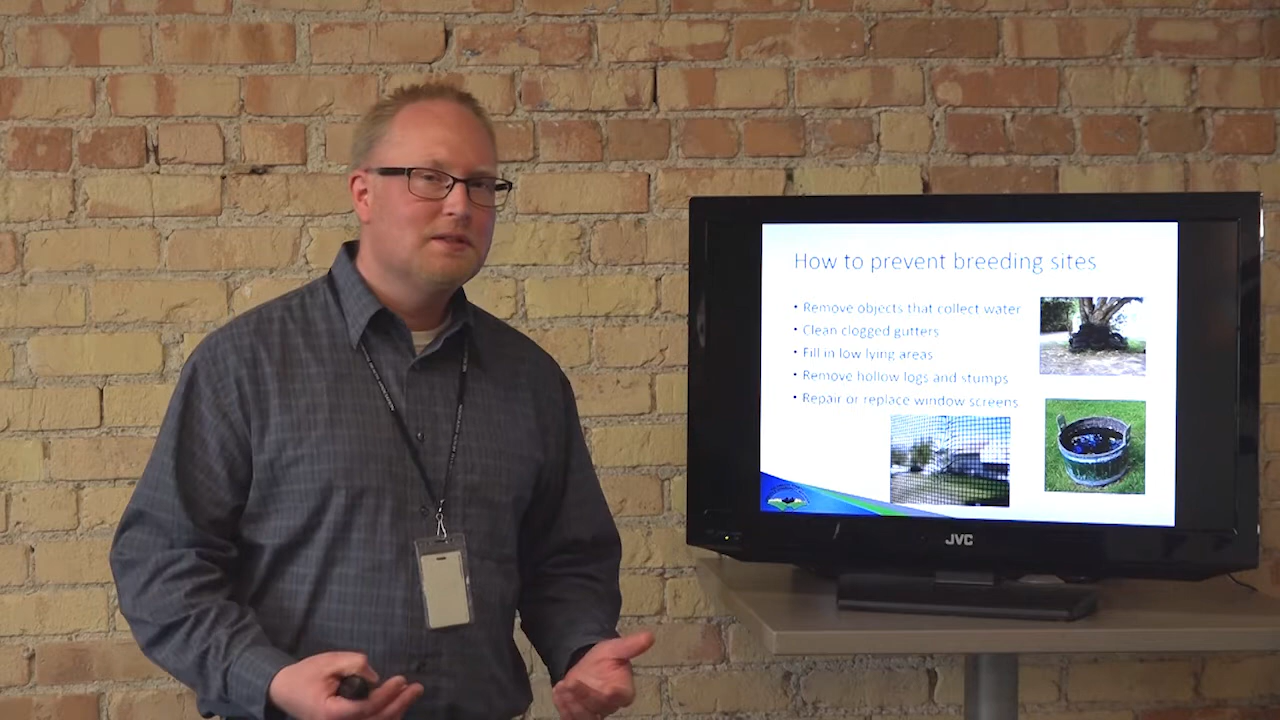 How to prevent breeding sites
• Remove objects that collect water
• Clean clogged gutters
• Fill in low lying areas
• Remove hollow logs and stumps
• Repair or replace window screens
JVC